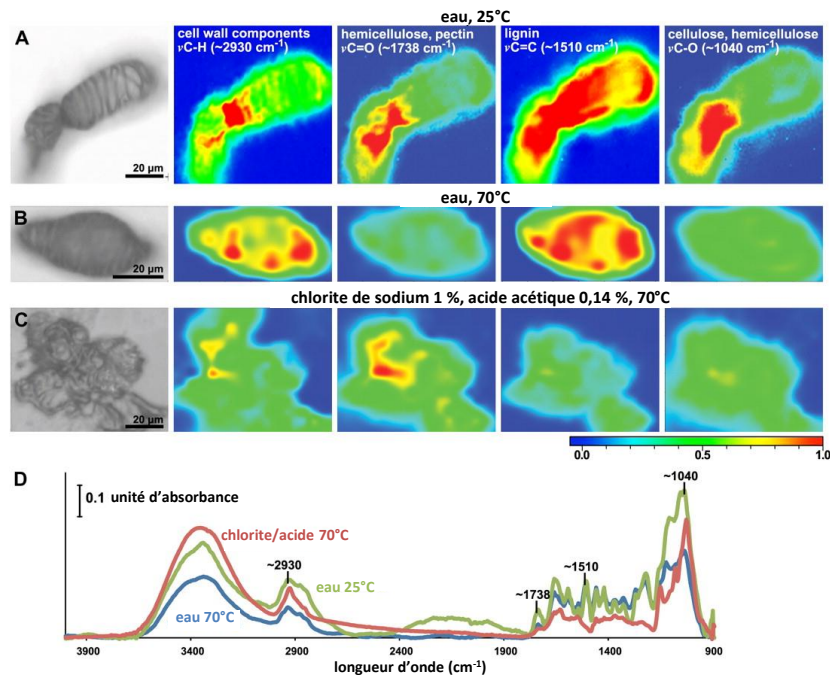 eau, 25°C
A
cell wall components
νC-H (~2930 cm-1)
hemicellulose, pectin
νC=O (~1738 cm-1)
lignin
νC=C (~1510 cm-1)
cellulose, hemicellulose
νC-O (~1040 cm-1)
20 µm
eau, 70°C
B
20 µm
chlorite de sodium 1 %, acide acétique 0,14 %, 70°C
C
20 µm
0.0 0.5 1.0
D
0.1 unité d'absorbance
~1040
chlorite/acide 70°C
~2930
~1510
eau 25°C
~1738
eau 70°C
3900 3400 2900 2400 1900 1400 900
longueur d'onde (cm-1)